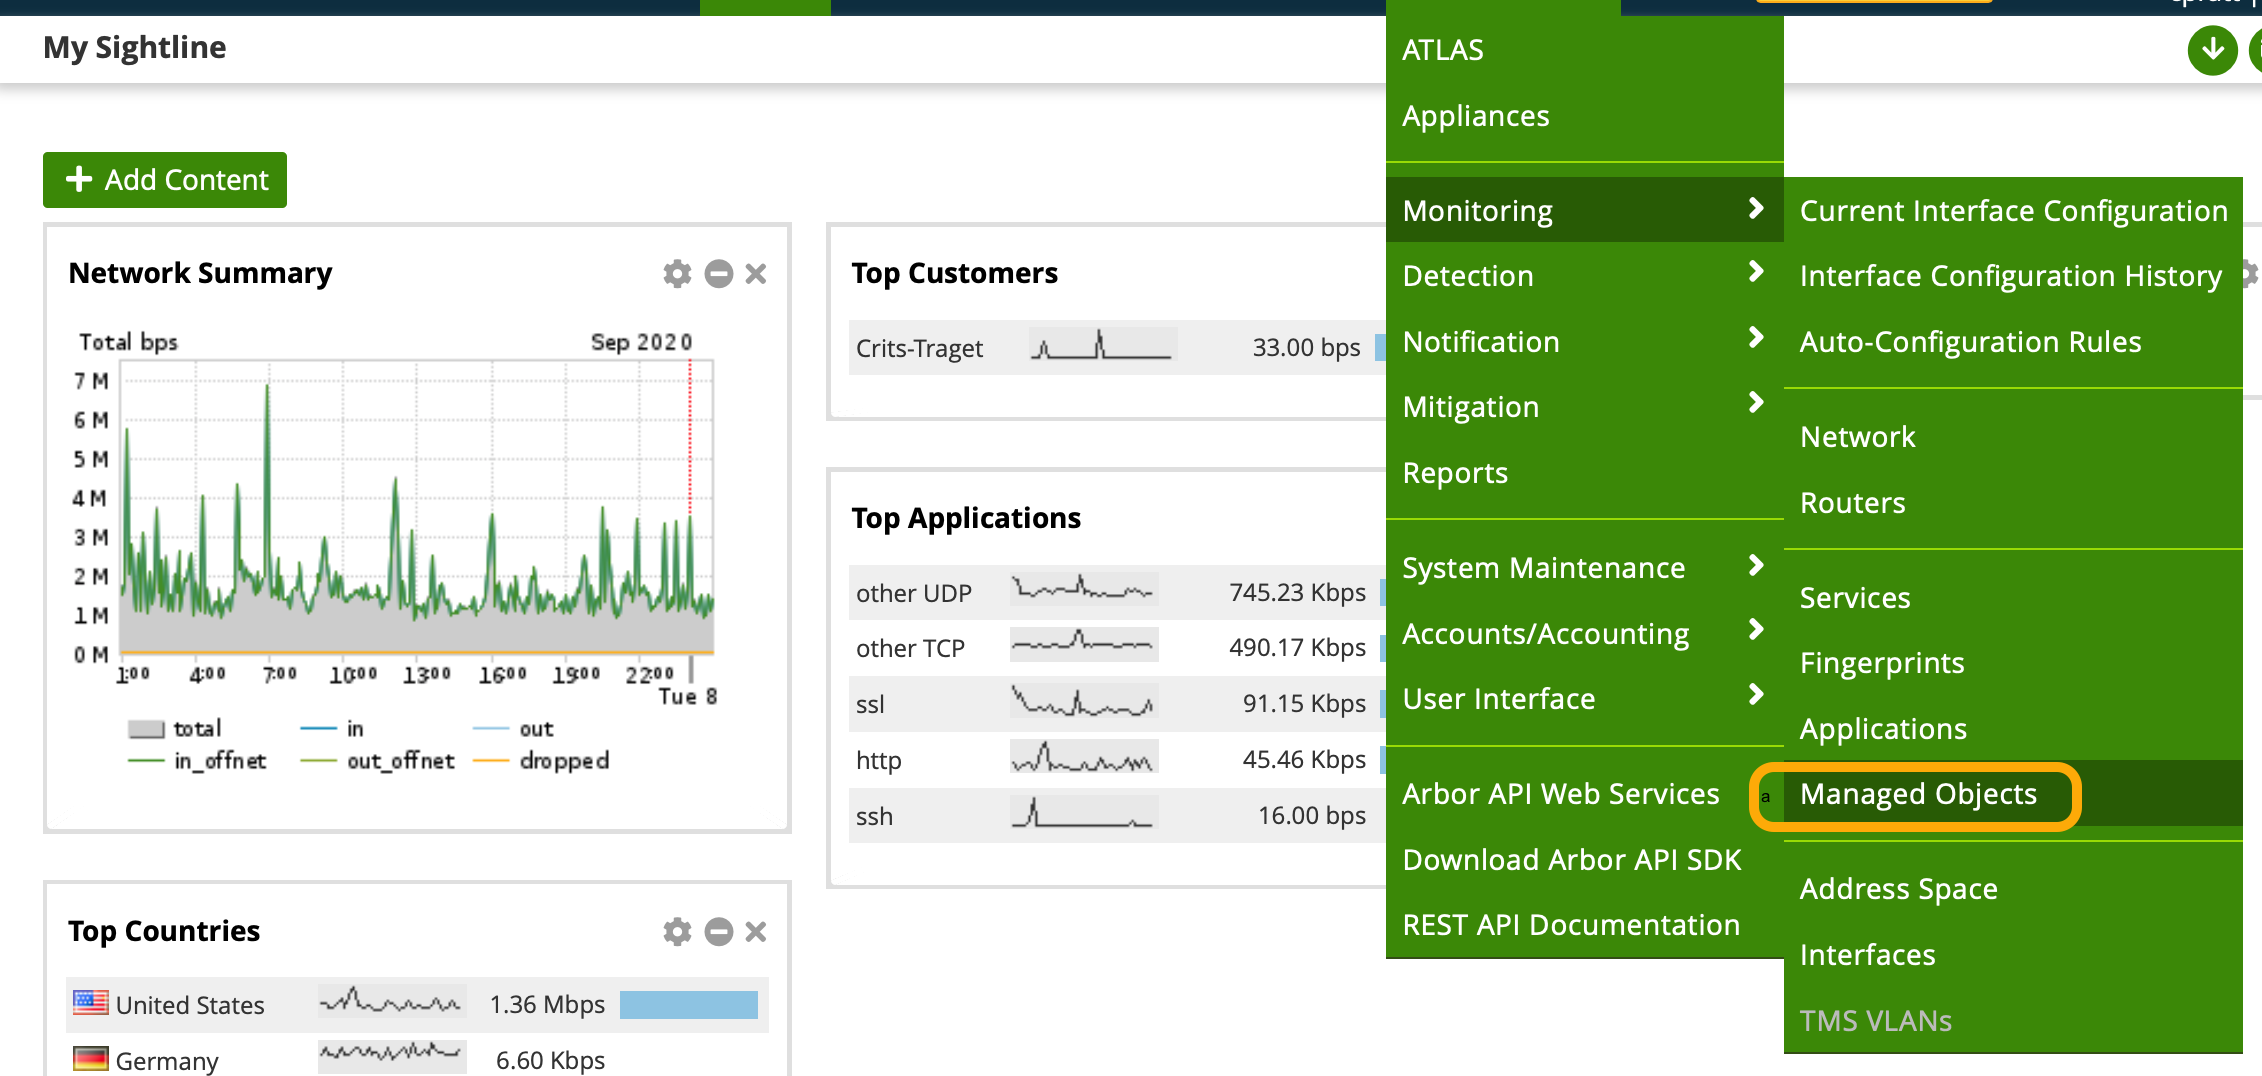 My Sightline
Add Content
Network Summary
Total bps
Sep 2020
7 M
6 M
5 M
4 M
3 M
2 M
1 M
0 M
1:00 4:00 7:00 10:00 13:00 16:00 19:00 22:00
Tue 8
total in out
in_offnet out_offnet dropped
Top Countries
United States 1.36 Mbps
Germany 6.60 Kbps
Top Customers
Crits-Traget 33.00 bps
Top Applications
other UDP 745.23 Kbps
other TCP 490.17 Kbps
ssl 91.15 Kbps
http 45.46 Kbps
ssh 16.00 bps
ATLAS
Appliances
Monitoring
Detection
Notification
Mitigation
Reports
System Maintenance
Accounts/Accounting
User Interface
Arbor API Web Services
Download Arbor API SDK
REST API Documentation
Current Interface Configuration
Interface Configuration History
Auto-Configuration Rules
Network
Routers
Services
Fingerprints
Applications
a Managed Objects
Address Space
Interfaces
TMS VLANs